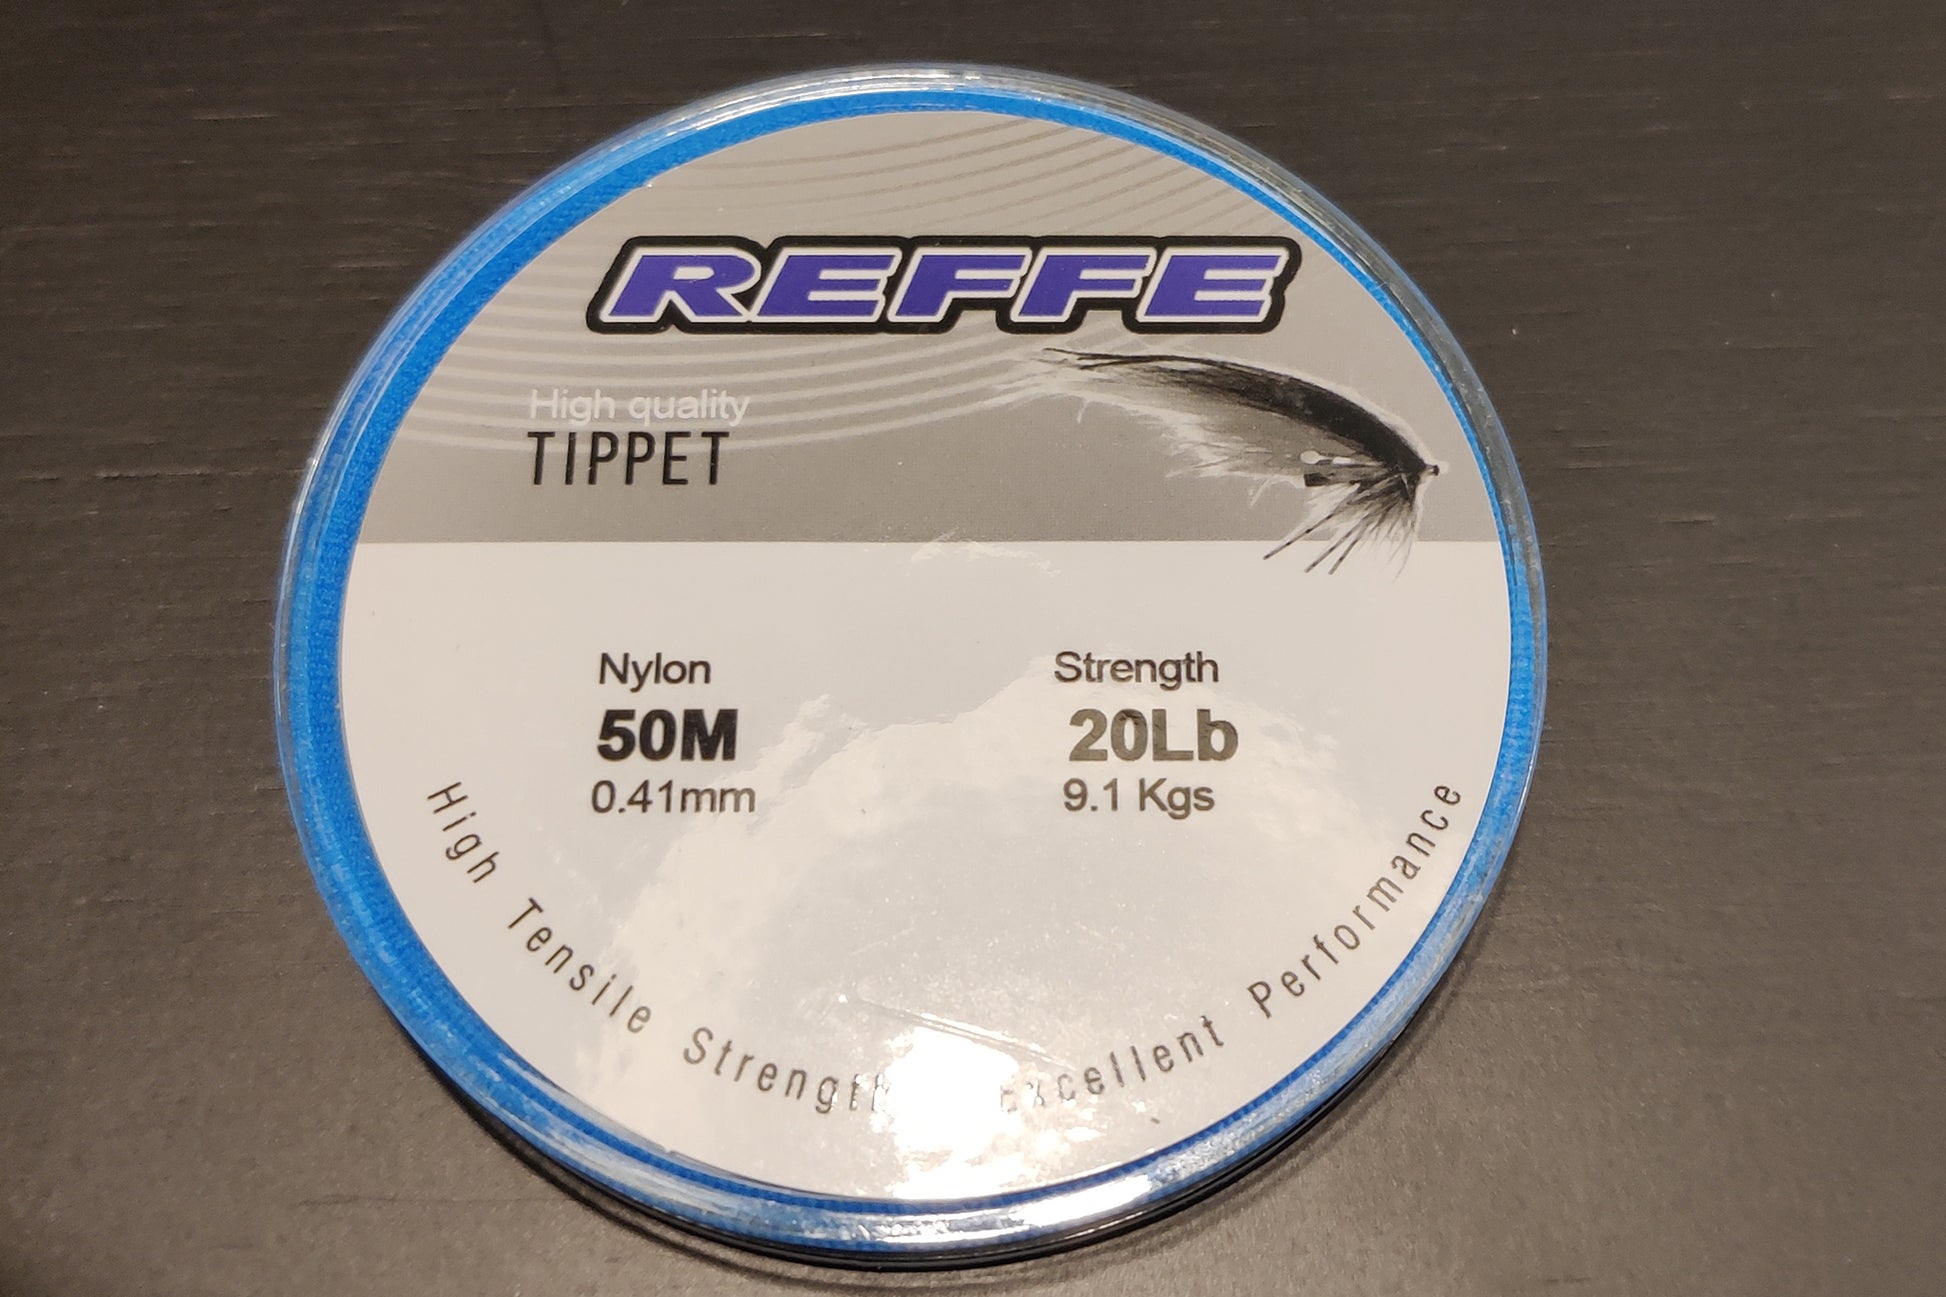 REFFE
High quality
TIPPET
Nylon
50M
0.41mm
Strength
20Lb
9.1 Kgs
High Tensile Strength Excellent Performance